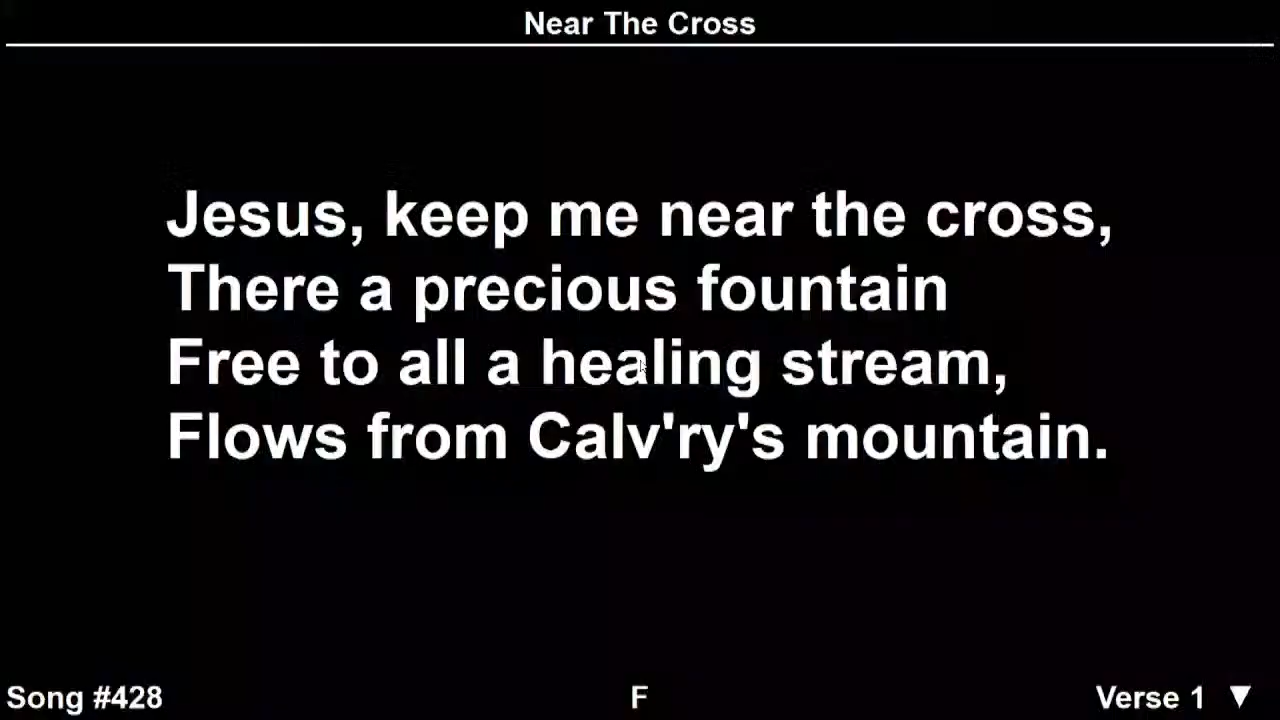 Near The Cross
Jesus, keep me near the cross,
There a precious fountain
Free to all a healing stream,
Flows from Calv'ry's mountain.
Song #428
F
Verse 1 ▼